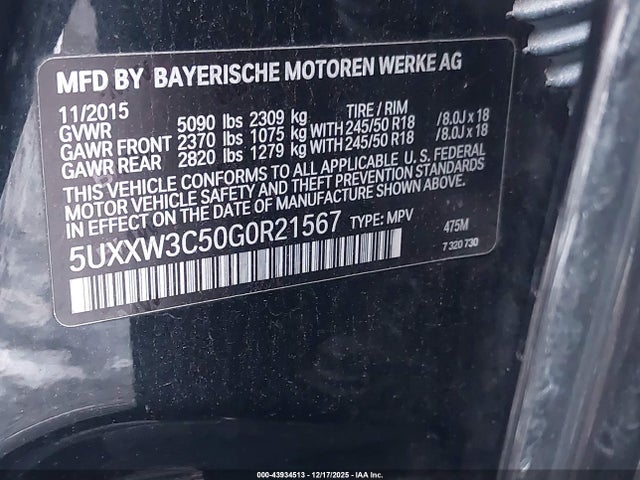 MFD BY BAYERISCHE MOTOREN WERKE AG
11/2015 TIRE / RIM
GVWR 5090 lbs 2309 kg
GAWR FRONT 2370 lbs 1075 kg WITH 245/50 R18 /8.0J x 18
GAWR REAR 2820 lbs 1279 kg WITH 245/50 R18 /8.0J x 18
THIS VEHICLE CONFORMS TO ALL APPLICABLE U.S. FEDERAL
MOTOR VEHICLE SAFETY AND THEFT PREVENTION STANDARDS
IN EFFECT ON THE DATE OF MANUFACTURE SHOWN ABOVE.
5UXXW3C50G0R21567 TYPE: MPV 475M
7 320 730
000-43934513 - 12/17/2025 - IAA Inc.